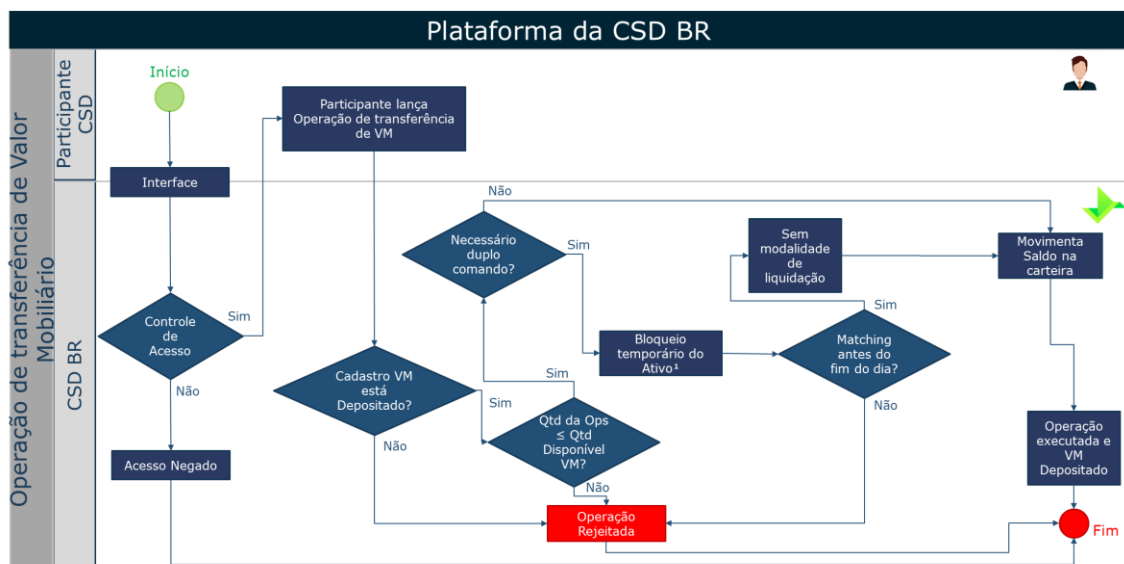 Plataforma da CSD BR
Operação de transferência de Valor
Mobiliário
Participante
CSD
CSD BR
Início
Participante lança
Operação de transferência
de VM
Interface
Não
Necessário
duplo
comando?
Sim
Sem
modalidade
de
liquidação
Movimenta
Saldo na
carteira
Controle
de
Acesso
Sim
Sim
Bloqueio
temporário do
Ativo¹
Matching
antes do
fim do dia?
Cadastro VM
está
Depositado?
Sim
Sim
Não
Não
Qtd da Ops
≤ Qtd
Disponível
VM?
Não
Não
Operação
executada e
VM
Depositado
Acesso Negado
Operação
Rejeitada
Fim